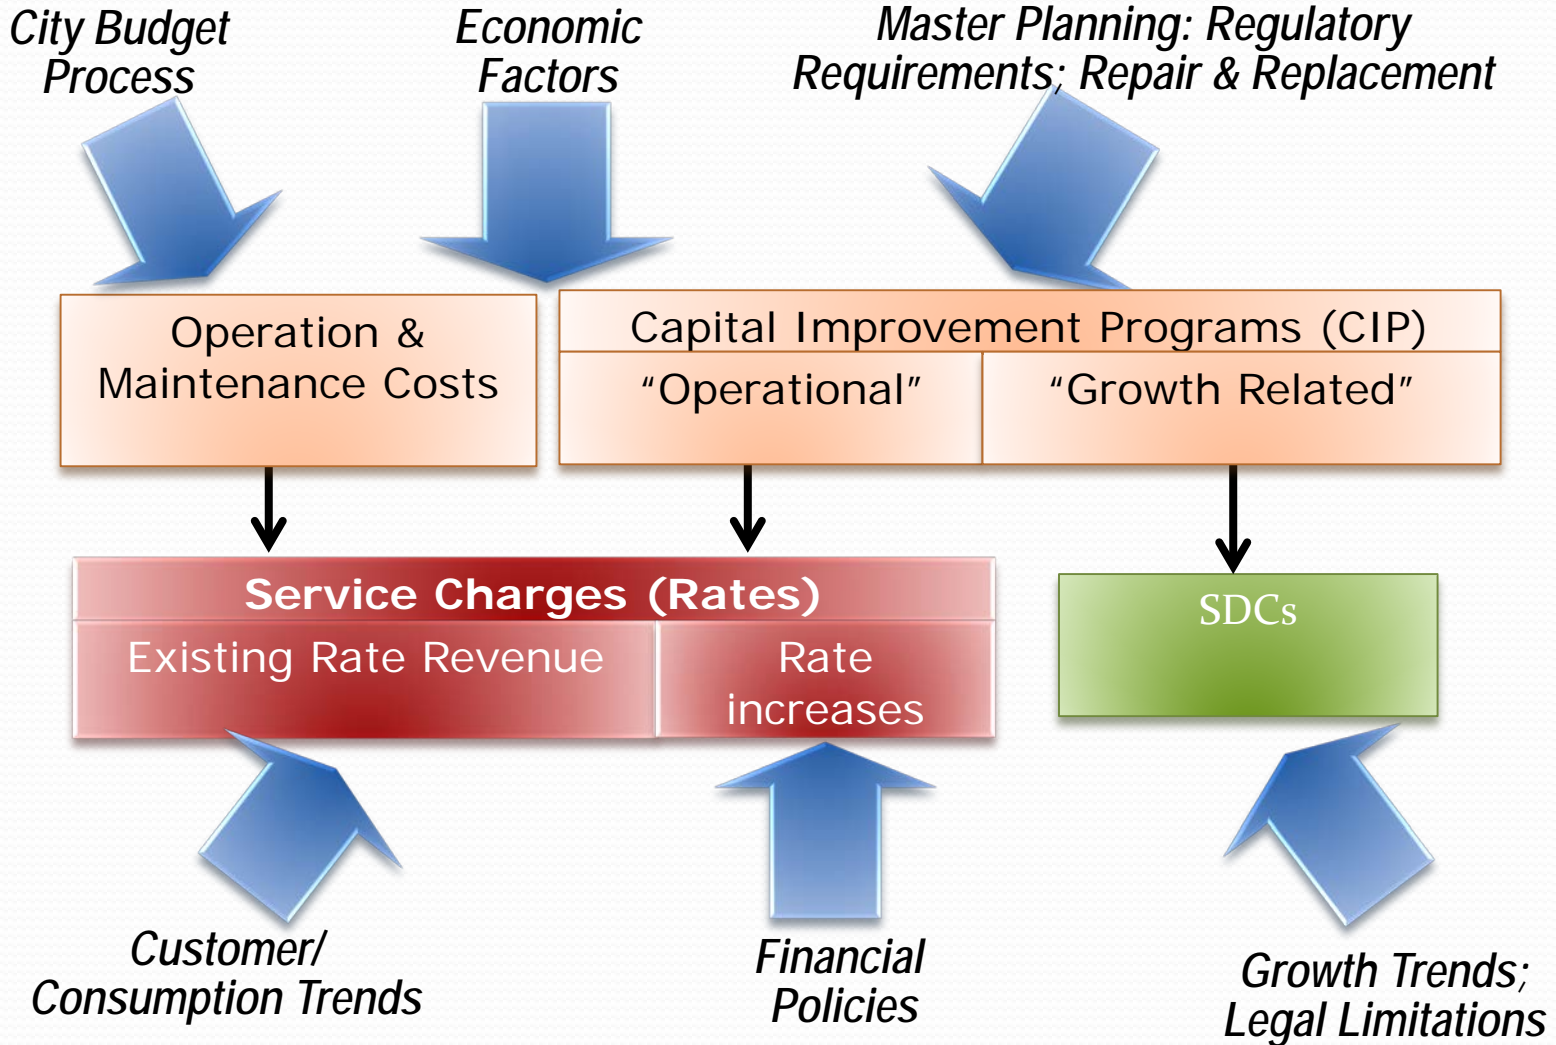 City Budget
Process
Economic
Factors
Master Planning: Regulatory
Requirements; Repair & Replacement
Operation &
Maintenance Costs
Capital Improvement Programs (CIP)
“Operational”
“Growth Related”
Service Charges (Rates)
Existing Rate Revenue
Rate
increases
SDCs
Customer/
Consumption Trends
Financial
Policies
Growth Trends;
Legal Limitations